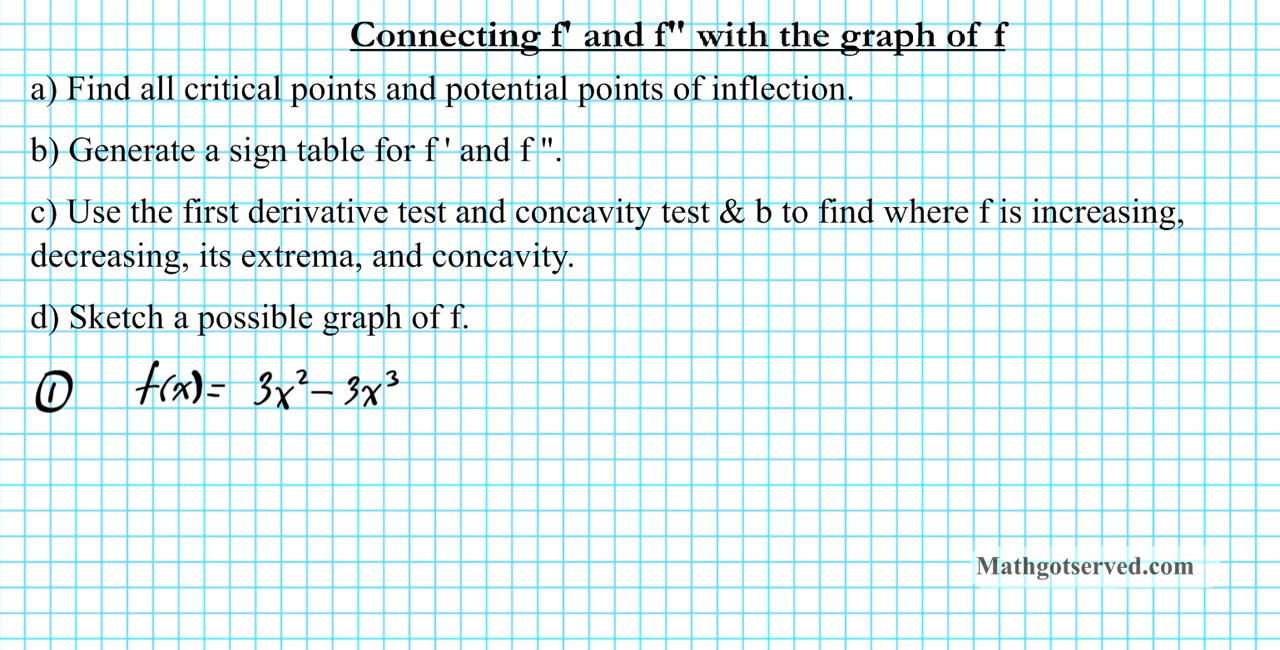 Connecting f' and f" with the graph of f
a) Find all critical points and potential points of inflection.
b) Generate a sign table for f ' and f ".
c) Use the first derivative test and concavity test & b to find where f is increasing,
decreasing, its extrema, and concavity.
d) Sketch a possible graph of f.
① f(x)= 3x²– 3x³
Mathgotserved.com